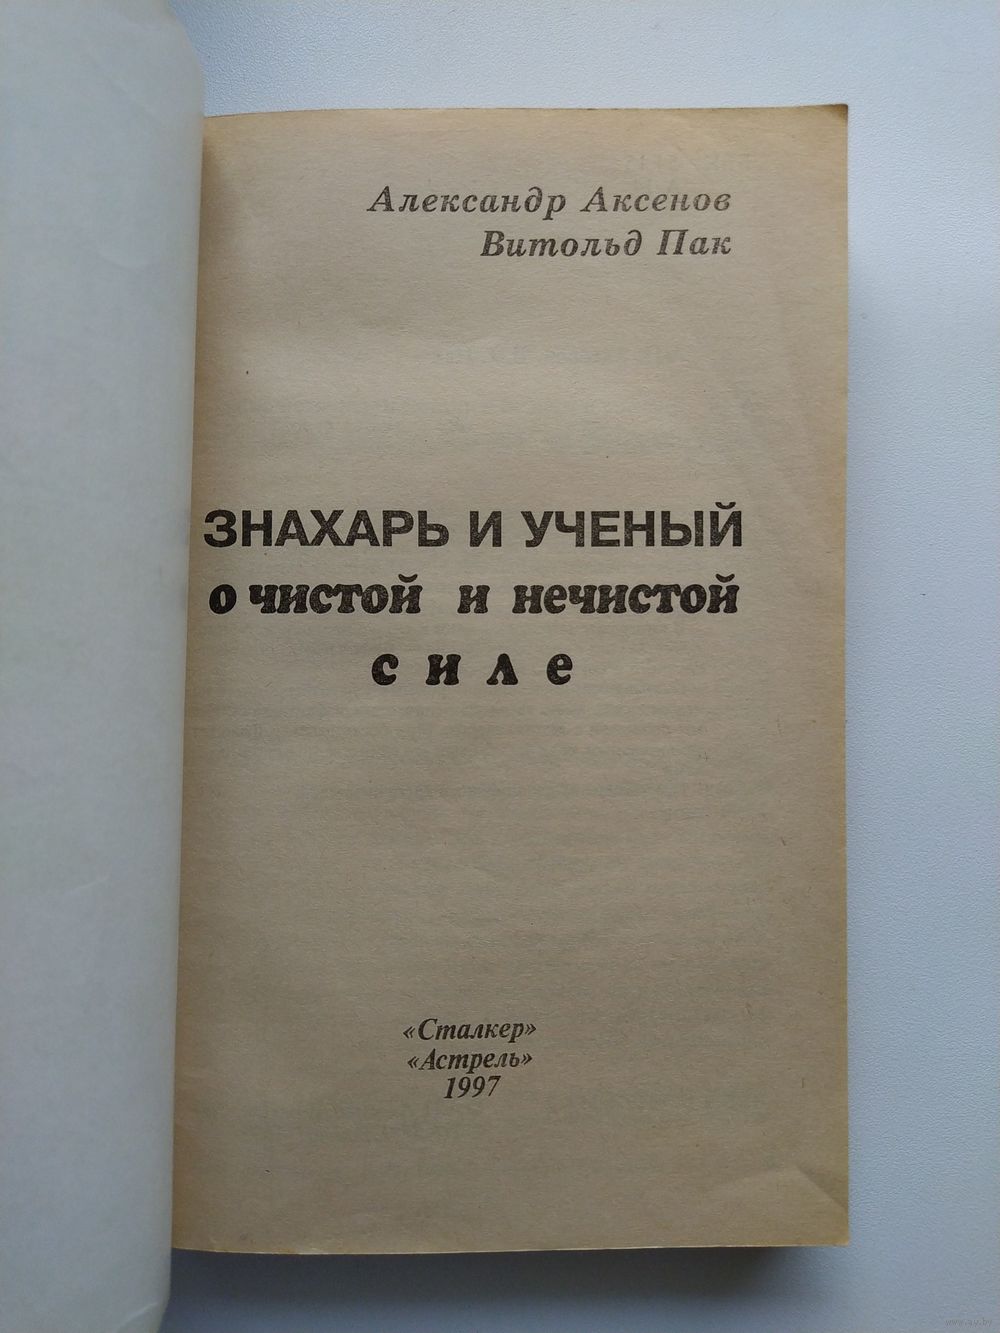 Александр Аксенов
Витольд Пак
ЗНАХАРЬ И УЧЕНЫЙ
о чистой и нечистой
силе
«Сталкер»
«Астрель»
1997